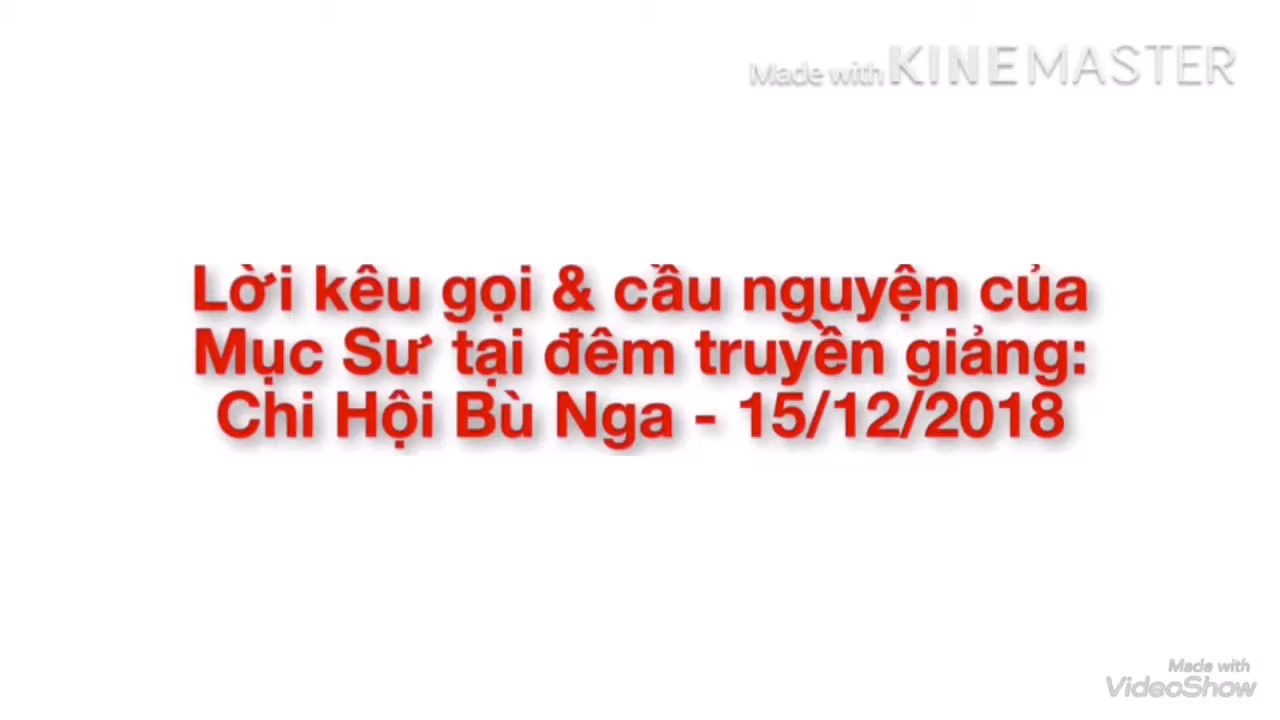 Made with KINEMASTER
Lời kêu gọi & cầu nguyện của
Mục Sư tại đêm truyền giảng:
Chi Hội Bù Nga - 15/12/2018
Made with
VideoShow